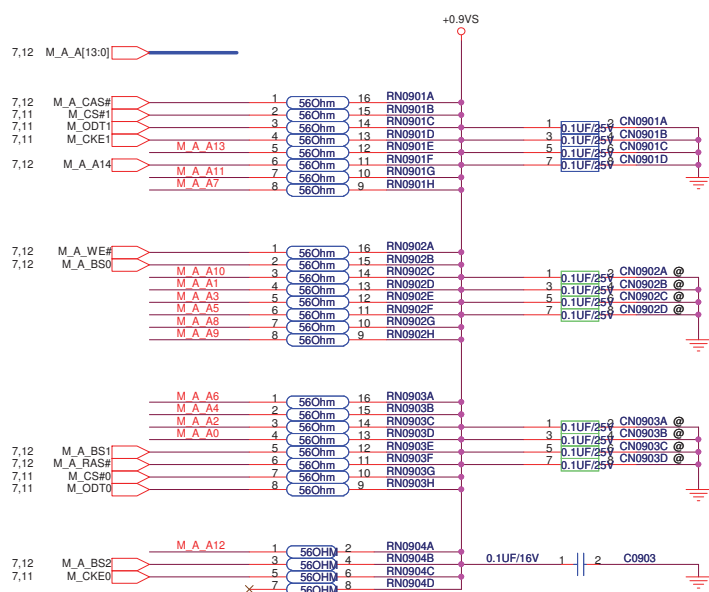 +0.9VS
7,12 M_A_A[13:0]
7,12 M_A_CAS# 1 56Ohm 16 RN0901A
7,11 M_CS#1 2 56Ohm 15 RN0901B
7,11 M_ODT1 3 56Ohm 14 RN0901C 1 0.1UF/25V 2 CN0901A
7,11 M_CKE1 4 56Ohm 13 RN0901D 3 0.1UF/25V 4 CN0901B
M_A_A13 5 56Ohm 12 RN0901E 5 0.1UF/25V 6 CN0901C
7,12 M_A_A14 6 56Ohm 11 RN0901F 7 0.1UF/25V 8 CN0901D
M_A_A11 7 56Ohm 10 RN0901G
M_A_A7 8 56Ohm 9 RN0901H
7,12 M_A_WE# 1 56Ohm 16 RN0902A
7,12 M_A_BS0 2 56Ohm 15 RN0902B
M_A_A10 3 56Ohm 14 RN0902C 1 0.1UF/25V 2 CN0902A @
M_A_A1 4 56Ohm 13 RN0902D 3 0.1UF/25V 4 CN0902B @
M_A_A3 5 56Ohm 12 RN0902E 5 0.1UF/25V 6 CN0902C @
M_A_A5 6 56Ohm 11 RN0902F 7 0.1UF/25V 8 CN0902D @
M_A_A8 7 56Ohm 10 RN0902G
M_A_A9 8 56Ohm 9 RN0902H
M_A_A6 1 56Ohm 16 RN0903A
M_A_A4 2 56Ohm 15 RN0903B
M_A_A2 3 56Ohm 14 RN0903C 1 0.1UF/25V 2 CN0903A @
M_A_A0 4 56Ohm 13 RN0903D 3 0.1UF/25V 4 CN0903B @
7,12 M_A_BS1 5 56Ohm 12 RN0903E 5 0.1UF/25V 6 CN0903C @
7,12 M_A_RAS# 6 56Ohm 11 RN0903F 7 0.1UF/25V 8 CN0903D @
7,11 M_CS#0 7 56Ohm 10 RN0903G
7,11 M_ODT0 8 56Ohm 9 RN0903H
M_A_A12 1 56OHM 2 RN0904A
7,12 M_A_BS2 3 56OHM 4 RN0904B 0.1UF/16V 1 2 C0903
7,11 M_CKE0 5 56OHM 6 RN0904C
7 56OHM 8 RN0904D